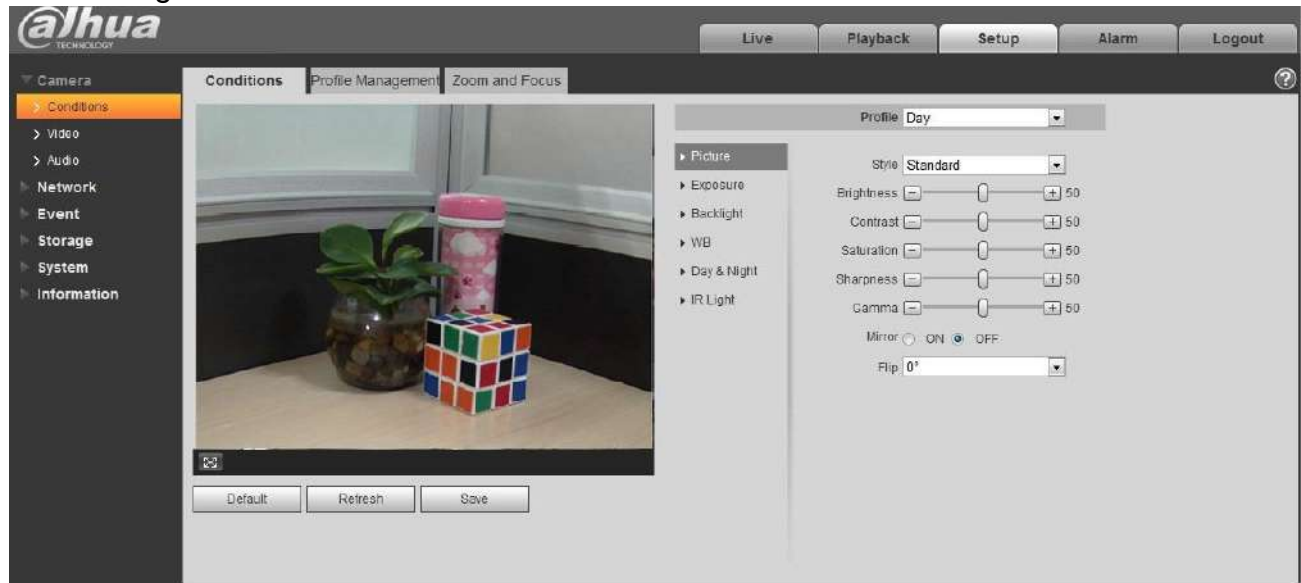 alhua
TECHNOLOGY
Live
Playback
Setup
Alarm
Logout
Camera
Conditions
Video
Audio
Network
Event
Storage
System
Information
Conditions
Profile Management
Zoom and Focus
?
Profile Day
Picture
Exposure
Backlight
WB
Day & Night
IR Light
Style Standard
Brightness - + 50
Contrast - + 50
Saturation - + 50
Sharpness - + 50
Gamma - + 50
Mirror ON OFF
Flip 0°
Default
Refresh
Save